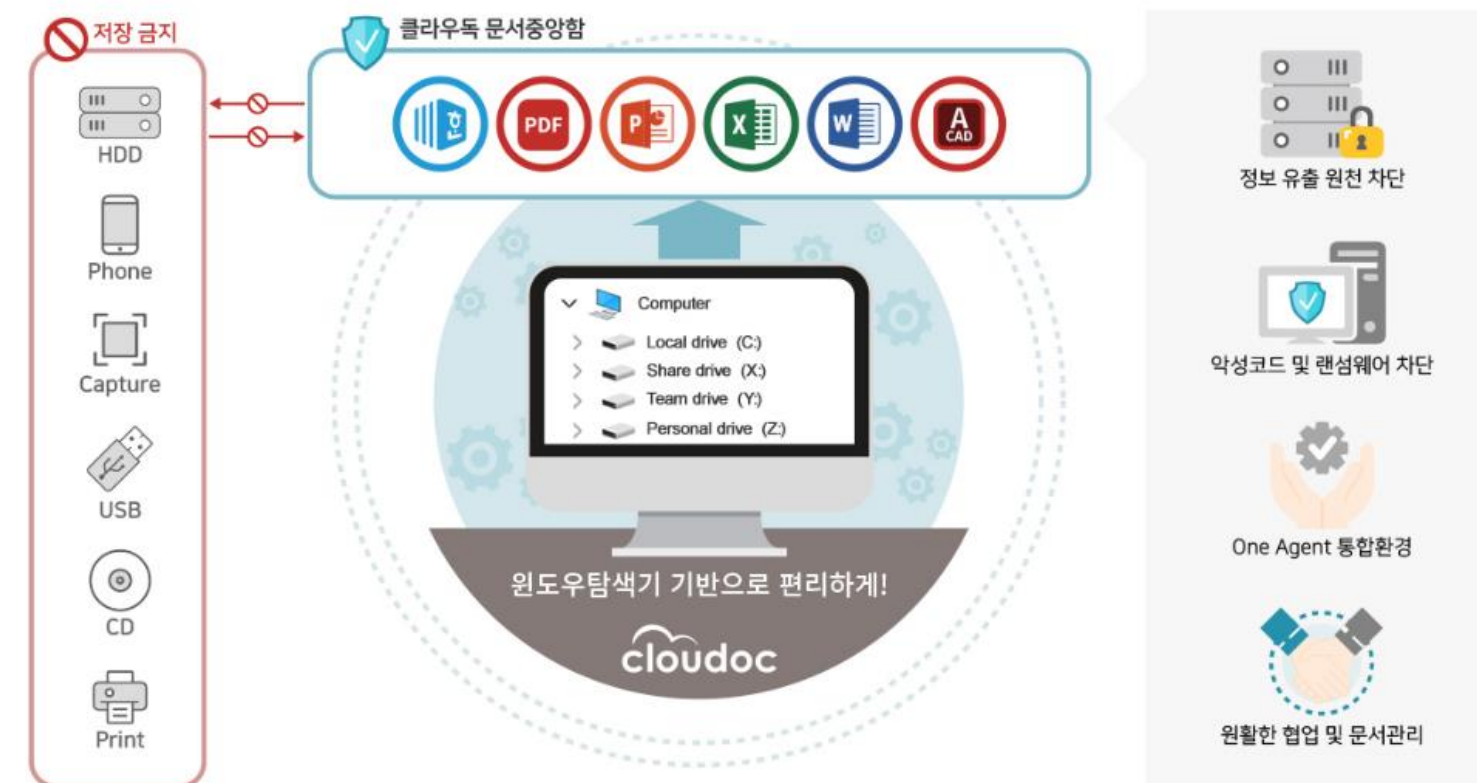 저장 금지
HDD
Phone
Capture
USB
CD
Print
클라우독 문서중앙함
한
PDF
P
X
W
A
CAD
Computer
Local drive (C:)
Share drive (X:)
Team drive (Y:)
Personal drive (Z:)
윈도우탐색기 기반으로 편리하게!
cloudoc
정보 유출 원천 차단
악성코드 및 랜섬웨어 차단
One Agent 통합환경
원활한 협업 및 문서관리